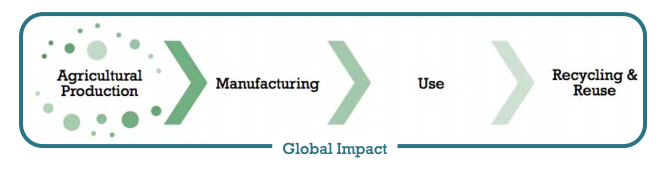 Agricultural
Production
Manufacturing
Use
Recycling &
Reuse
Global Impact